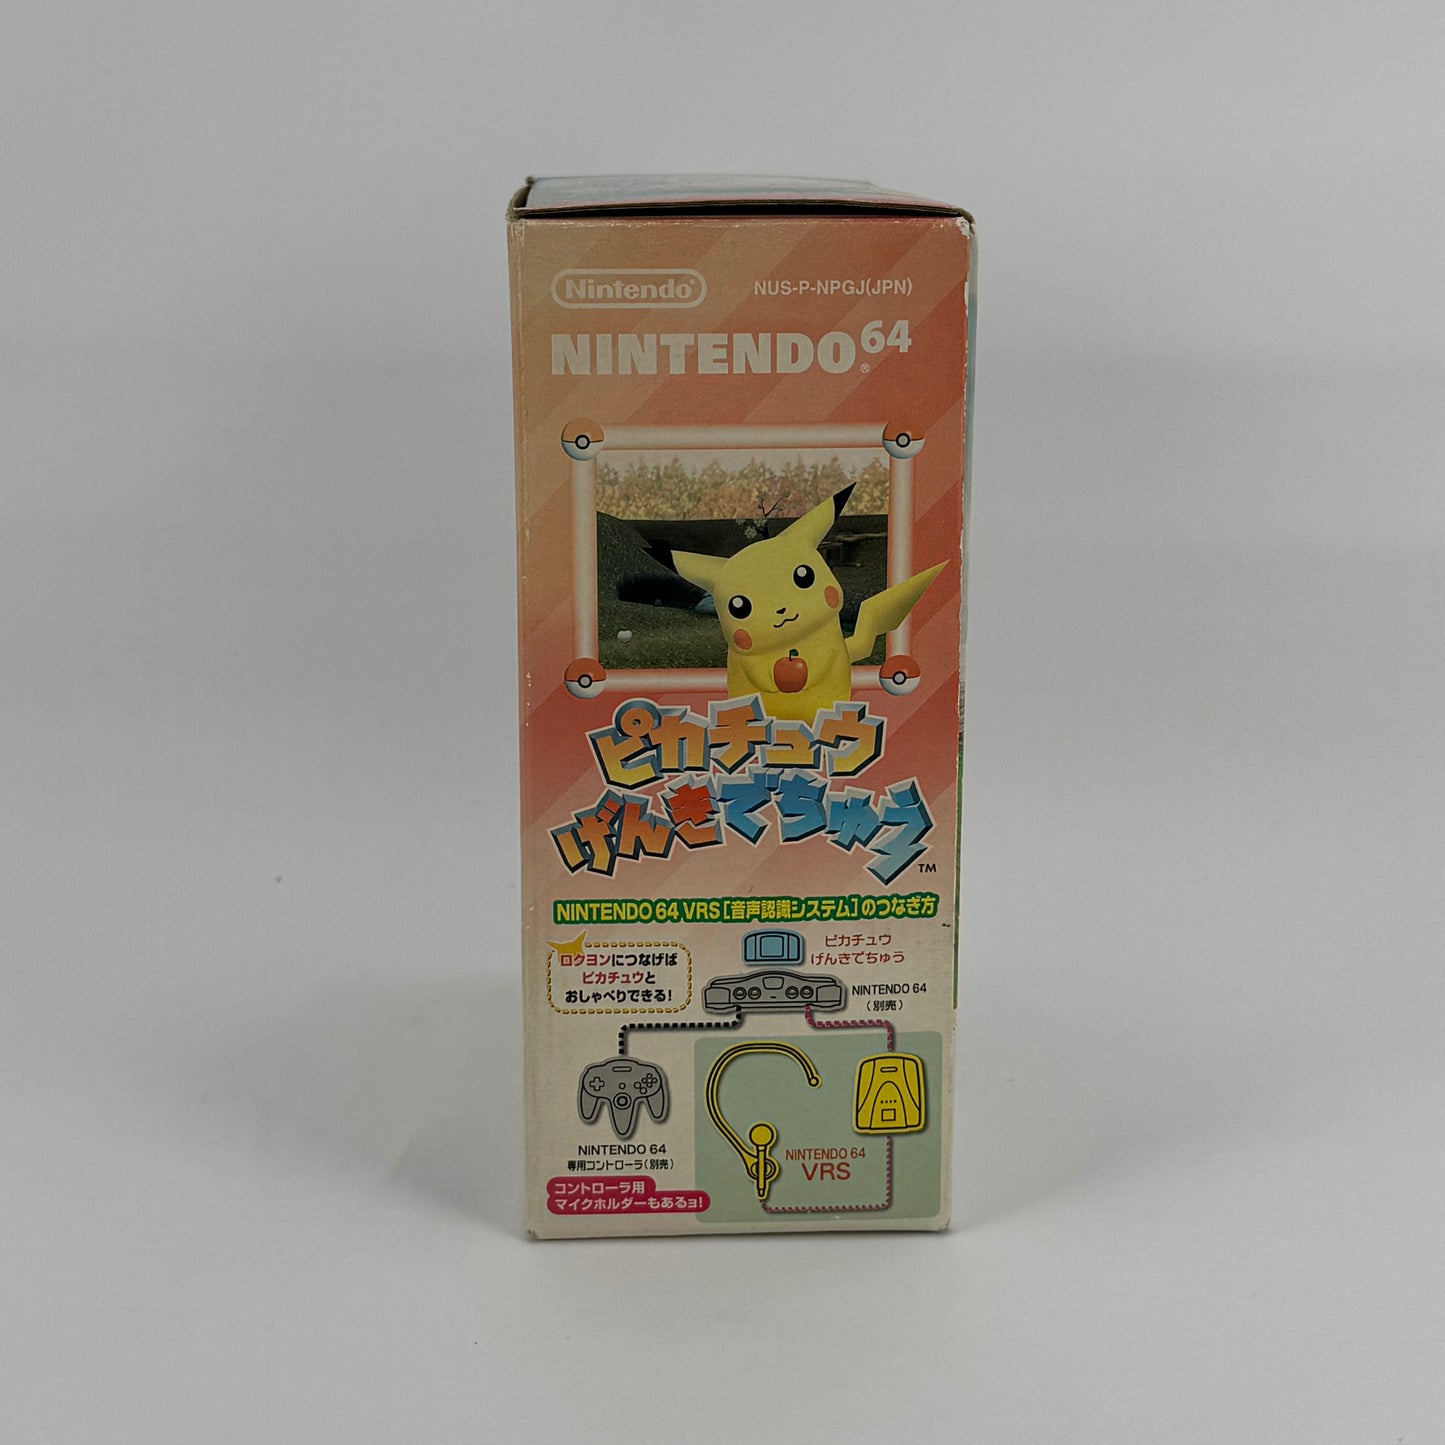 Nintendo®
NUS-P-NPGJ(JPN)
NINTENDO64®
ピカチュウ
げんきでちゅう
TM
NINTENDO 64 VRS [音声認識システム]のつなぎ方
ロクヨンにつなげば
ピカチュウと
おしゃべりできる!
ピカチュウ
げんきでちゅう
NINTENDO 64
(別売)
NINTENDO 64
専用コントローラ(別売)
NINTENDO 64
VRS
コントローラ用
マイクホルダーもあるヨ!